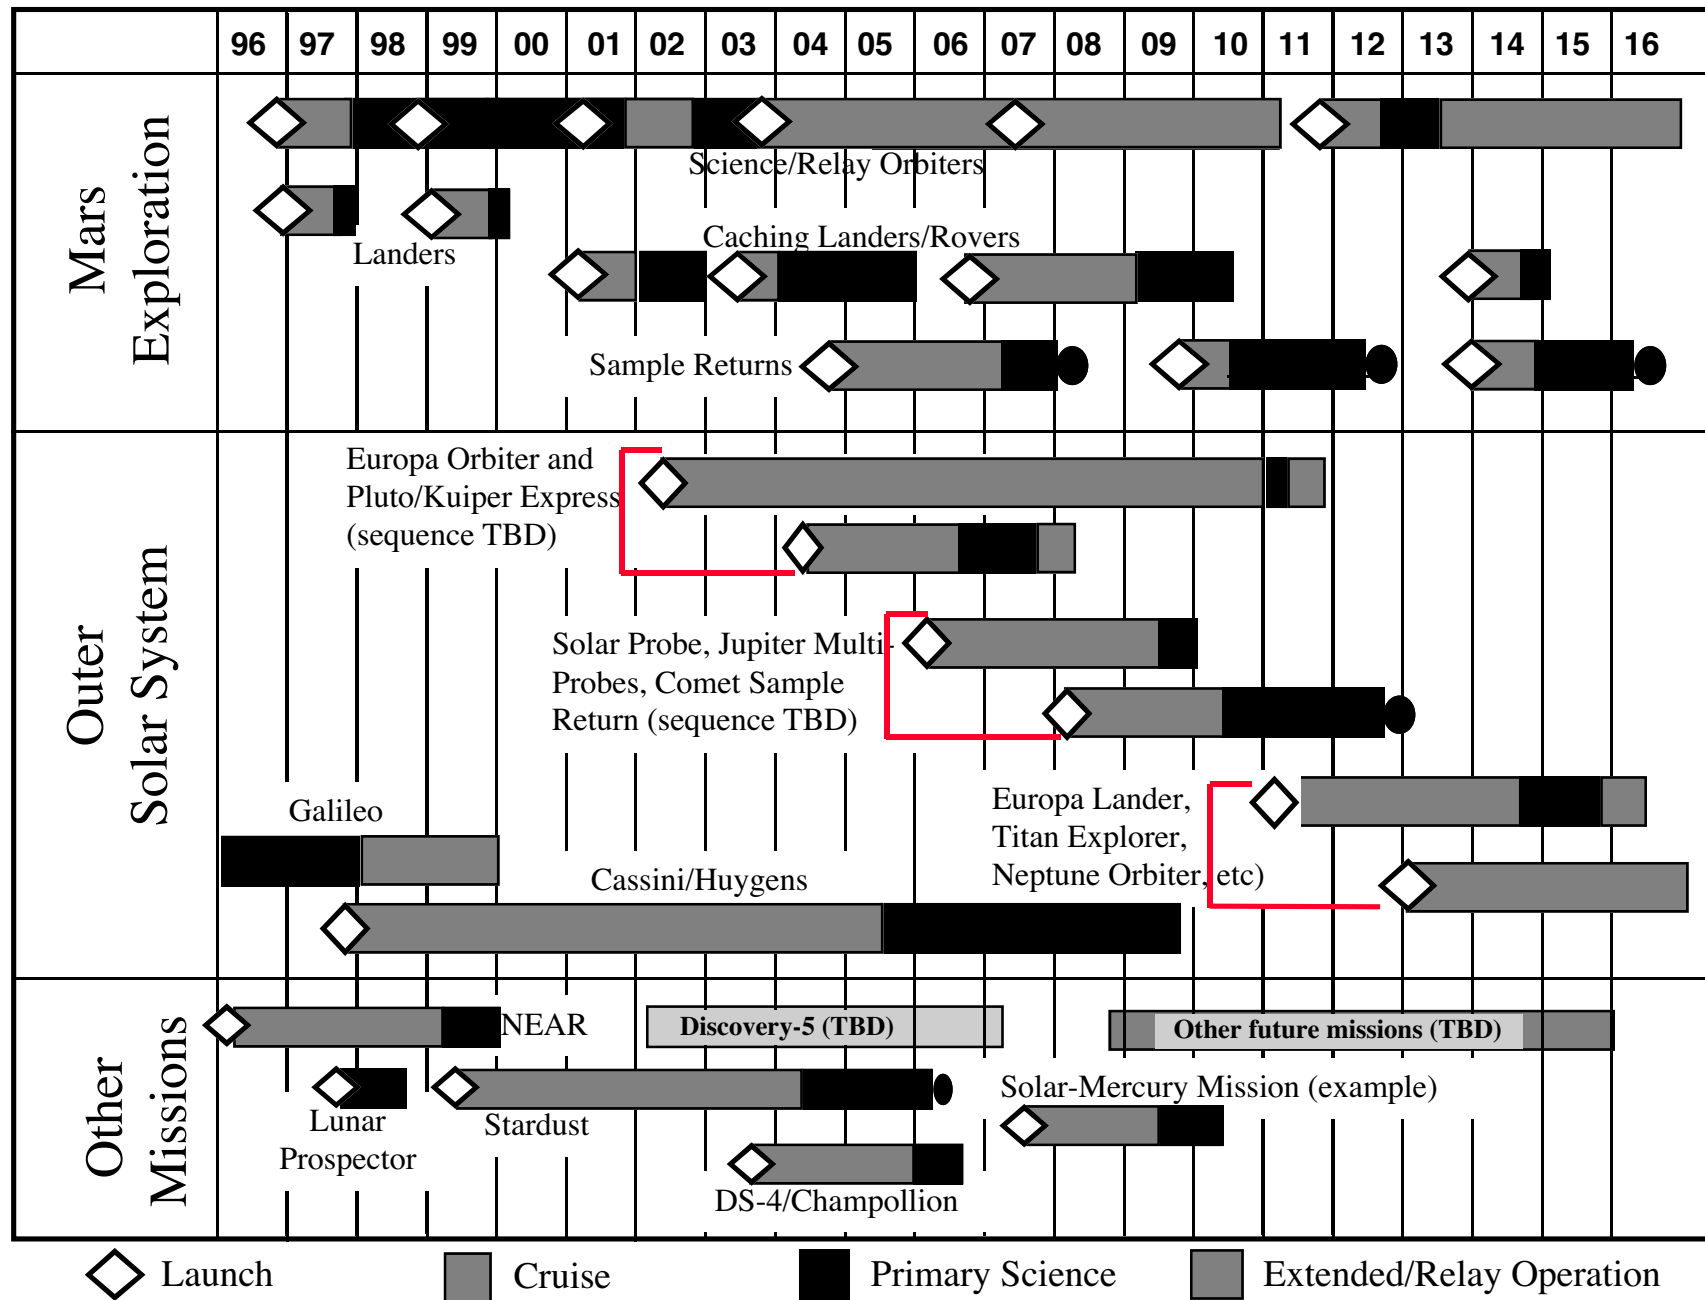 96 97 98 99 00 01 02 03 04 05 06 07 08 09 10 11 12 13 14 15 16
Mars
Exploration
Science/Relay Orbiters
Landers
Caching Landers/Rovers
Sample Returns
Outer
Solar System
Europa Orbiter and
Pluto/Kuiper Express
(sequence TBD)
Solar Probe, Jupiter Multi-
Probes, Comet Sample
Return (sequence TBD)
Europa Lander,
Titan Explorer,
Neptune Orbiter, etc)
Galileo
Cassini/Huygens
Other
Missions
NEAR
Discovery-5 (TBD)
Other future missions (TBD)
Lunar
Prospector
Stardust
Solar-Mercury Mission (example)
DS-4/Champollion
Launch
Cruise
Primary Science
Extended/Relay Operation